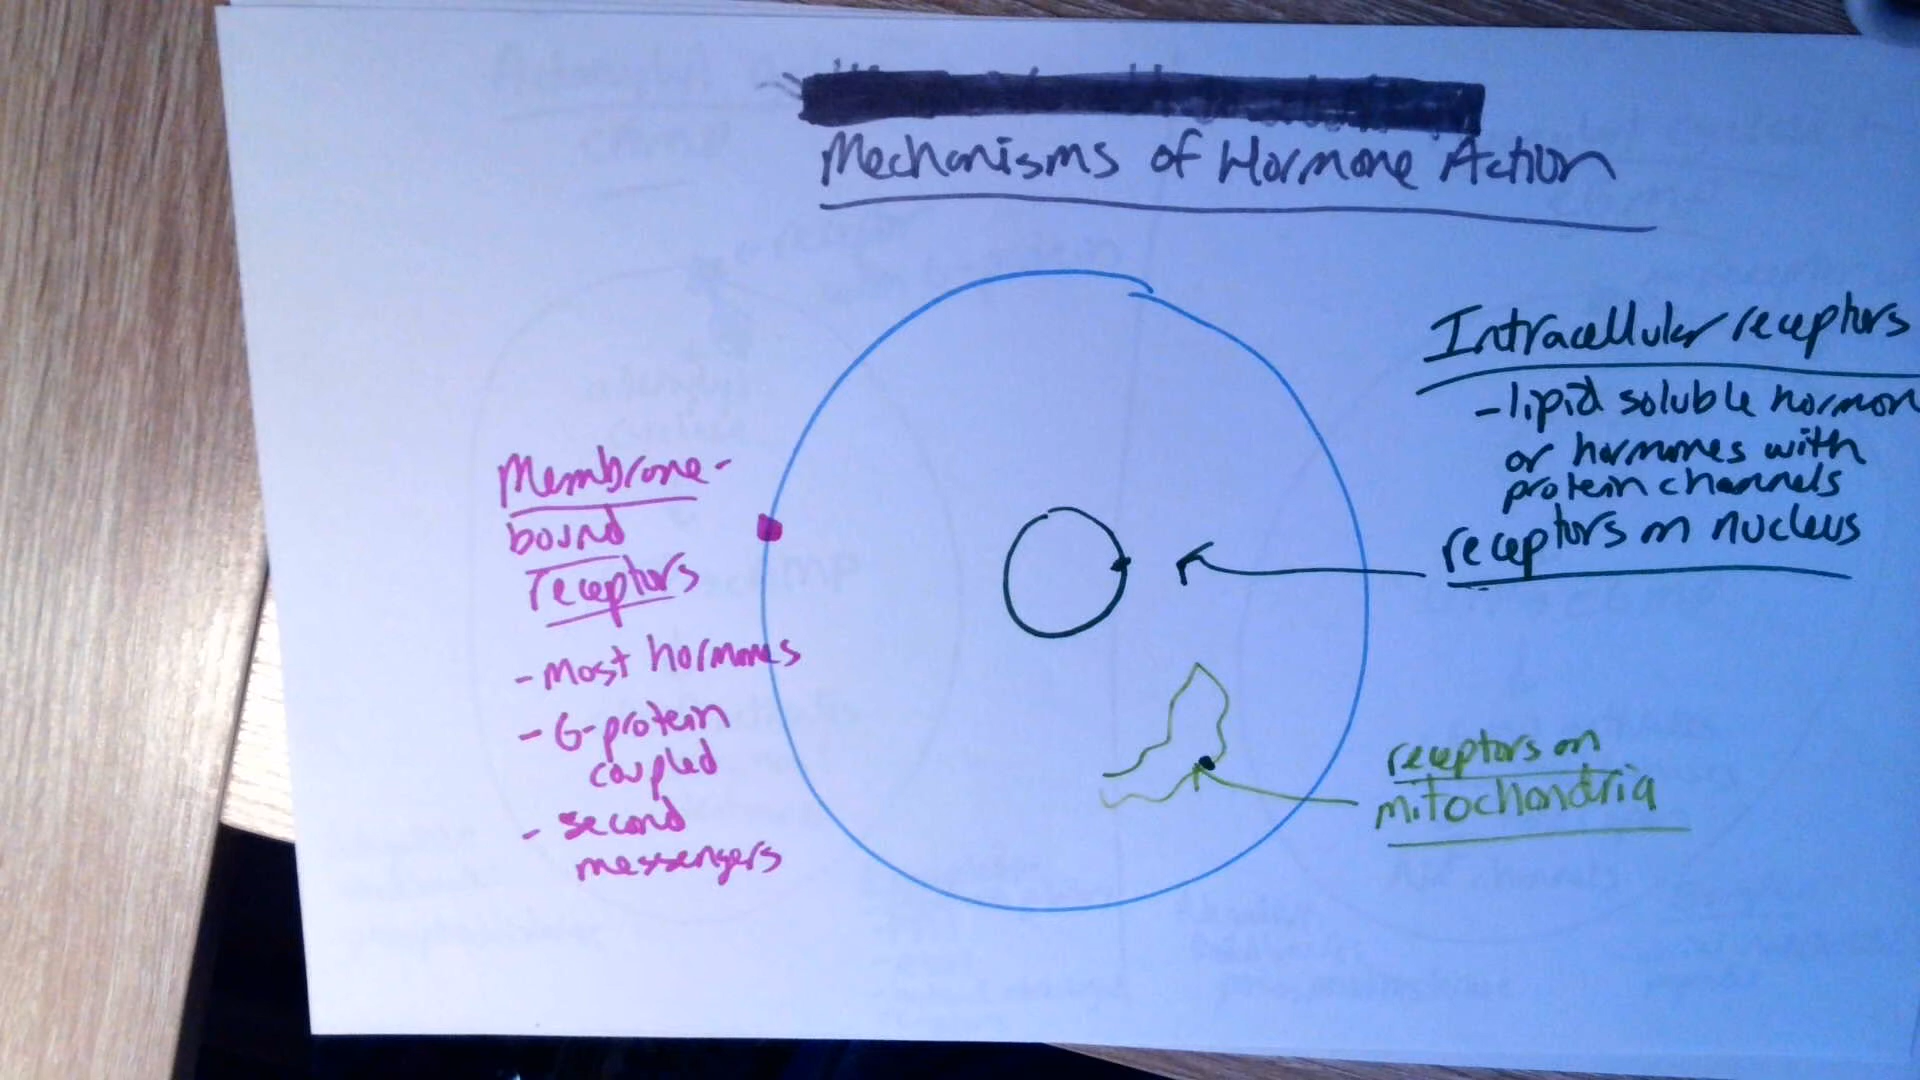 Mechanisms of Hormone Action
Intracellular receptors
- lipid soluble hormon
or hormones with
protein channels
receptors on nucleus
Membrane-
bound
receptors
- most hormones
- G-protein
coupled
- second
messengers
receptors on
mitochondria